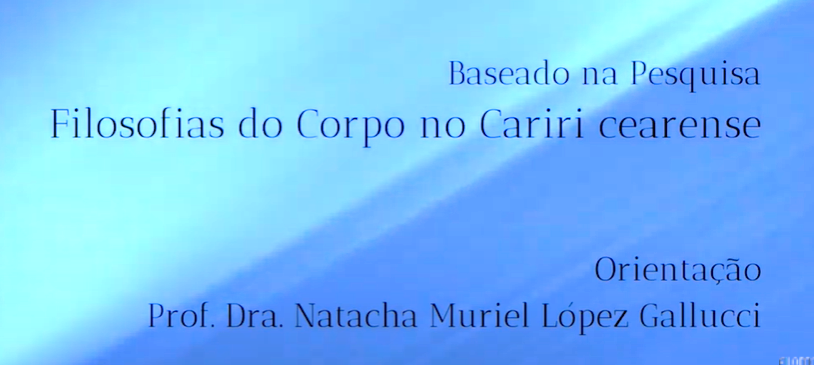 Baseado na Pesquisa
Filosofias do Corpo no Cariri cearense
Orientação
Prof. Dra. Natacha Muriel López Gallucci